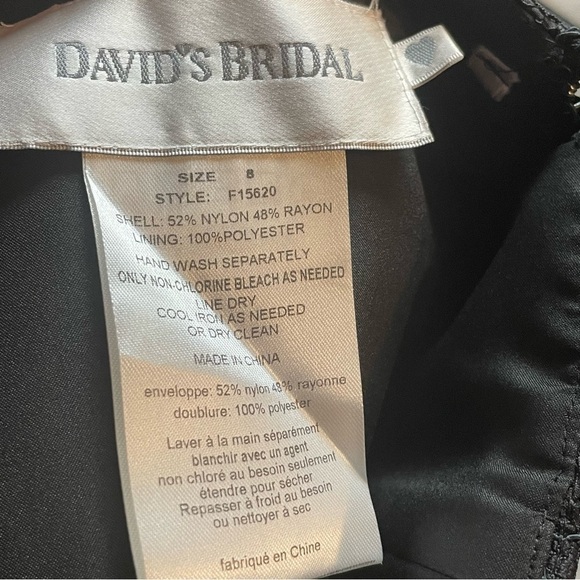 DAVID'S BRIDAL
SIZE 8
STYLE: F15620
SHELL: 52% NYLON 48% RAYON
LINING: 100%POLYESTER
HAND WASH SEPARATELY
ONLY NON-CHLORINE BLEACH AS NEEDED
LINE DRY
COOL IRON AS NEEDED
OR DRY CLEAN
MADE IN CHINA
enveloppe: 52% nylon 48% rayonne
doublure: 100% polyester
Laver à la main séparément
blanchir avec un agent
non chloré au besoin seulement
étendre pour sécher
Repasser à froid au besoin
ou nettoyer à sec
fabriqué en Chine